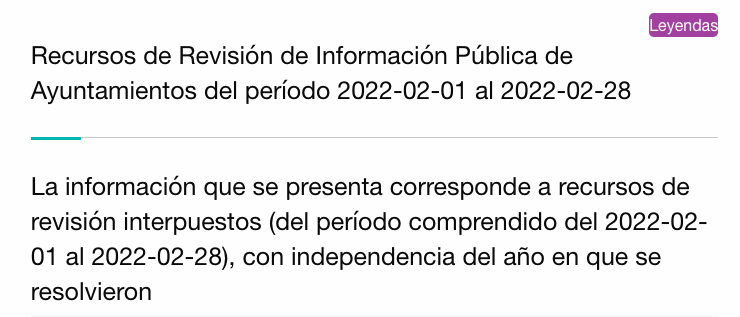 Leyendas
Recursos de Revisión de Información Pública de
Ayuntamientos del período 2022-02-01 al 2022-02-28
La información que se presenta corresponde a recursos de
revisión interpuestos (del período comprendido del 2022-02-
01 al 2022-02-28), con independencia del año en que se
resolvieron